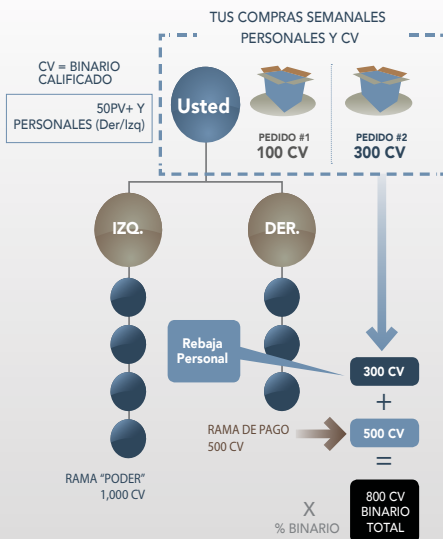 TUS COMPRAS SEMANALES
PERSONALES Y CV
CV = BINARIO
CALIFICADO
50PV+ Y
PERSONALES (Der/Izq)
Usted
PEDIDO #1
100 CV
PEDIDO #2
300 CV
IZQ.
DER.
Rebaja
Personal
300 CV
+
RAMA DE PAGO
500 CV
500 CV
=
RAMA “PODER”
1,000 CV
800 CV
BINARIO
TOTAL
X
% BINARIO